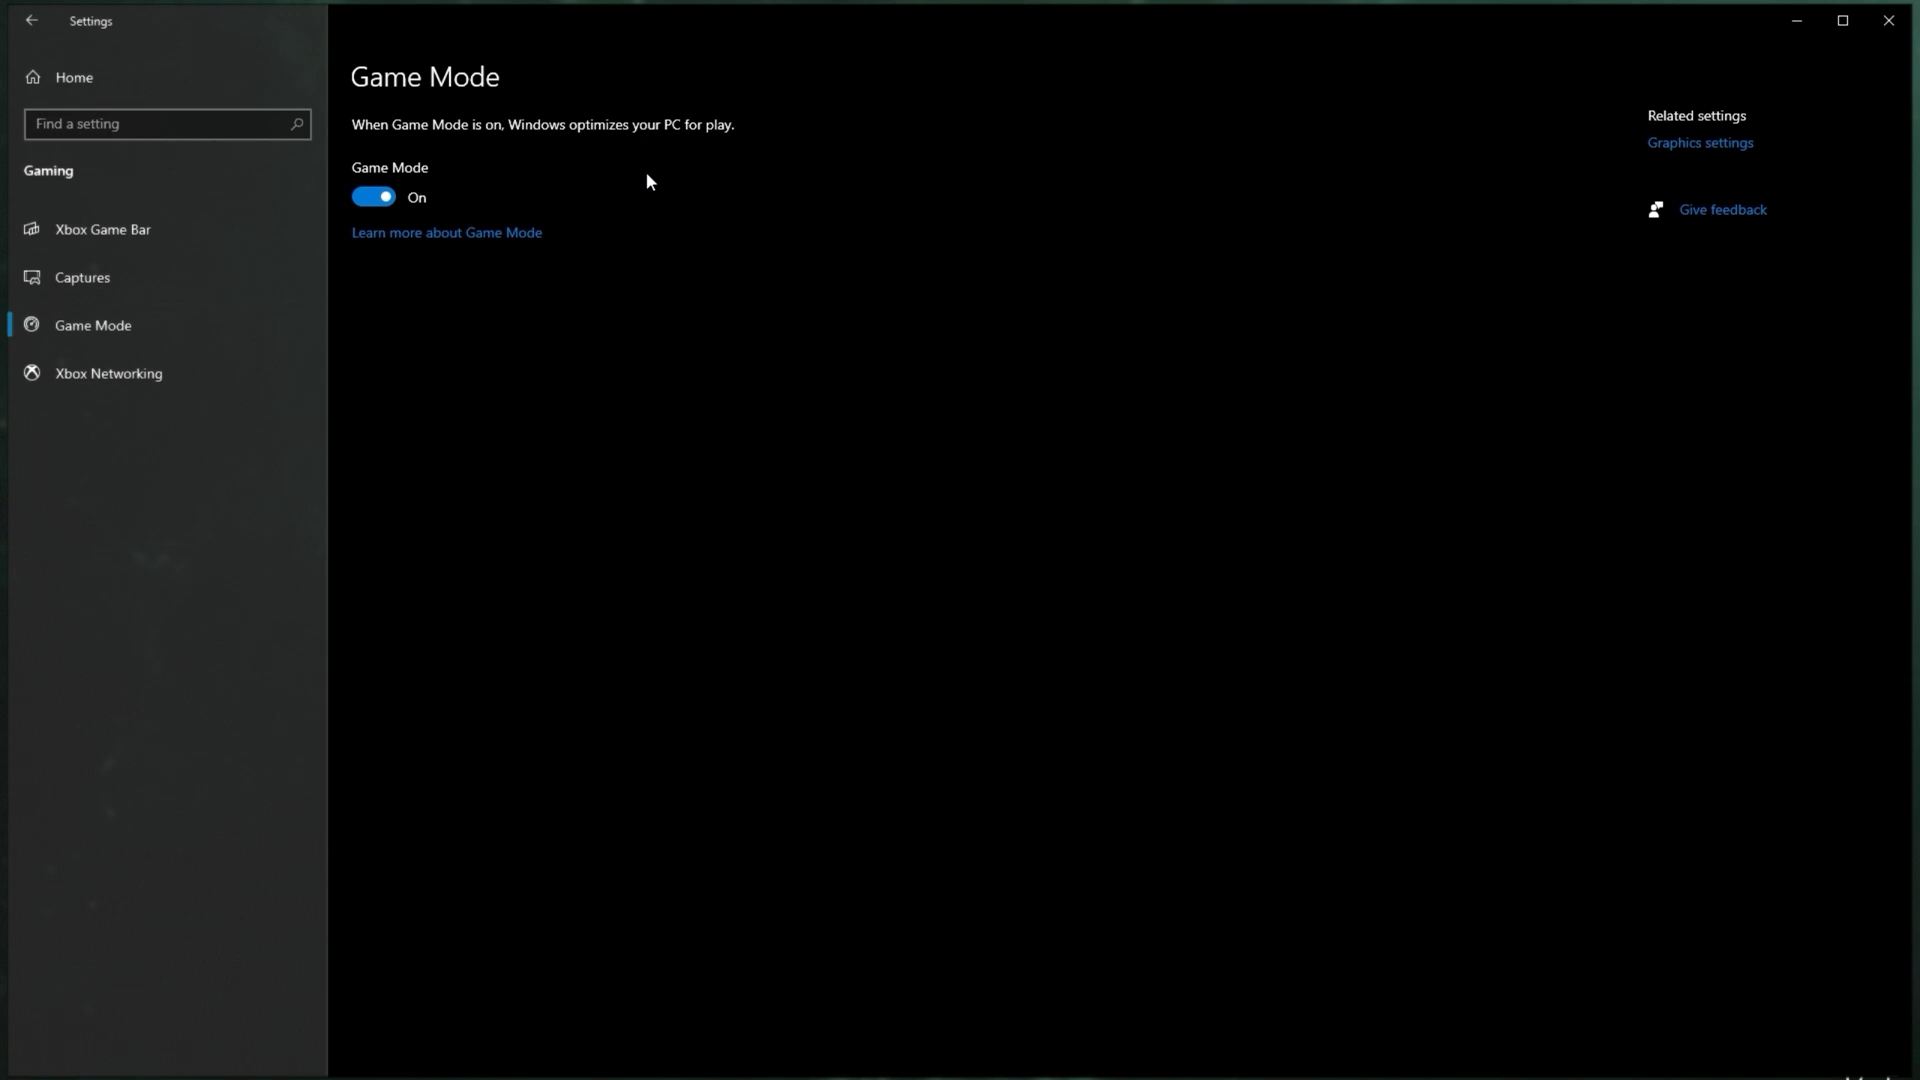 Settings
Home
Find a setting
Gaming
Xbox Game Bar
Captures
Game Mode
Xbox Networking
Game Mode
When Game Mode is on, Windows optimizes your PC for play.
Game Mode
On
Learn more about Game Mode
Related settings
Graphics settings
Give feedback